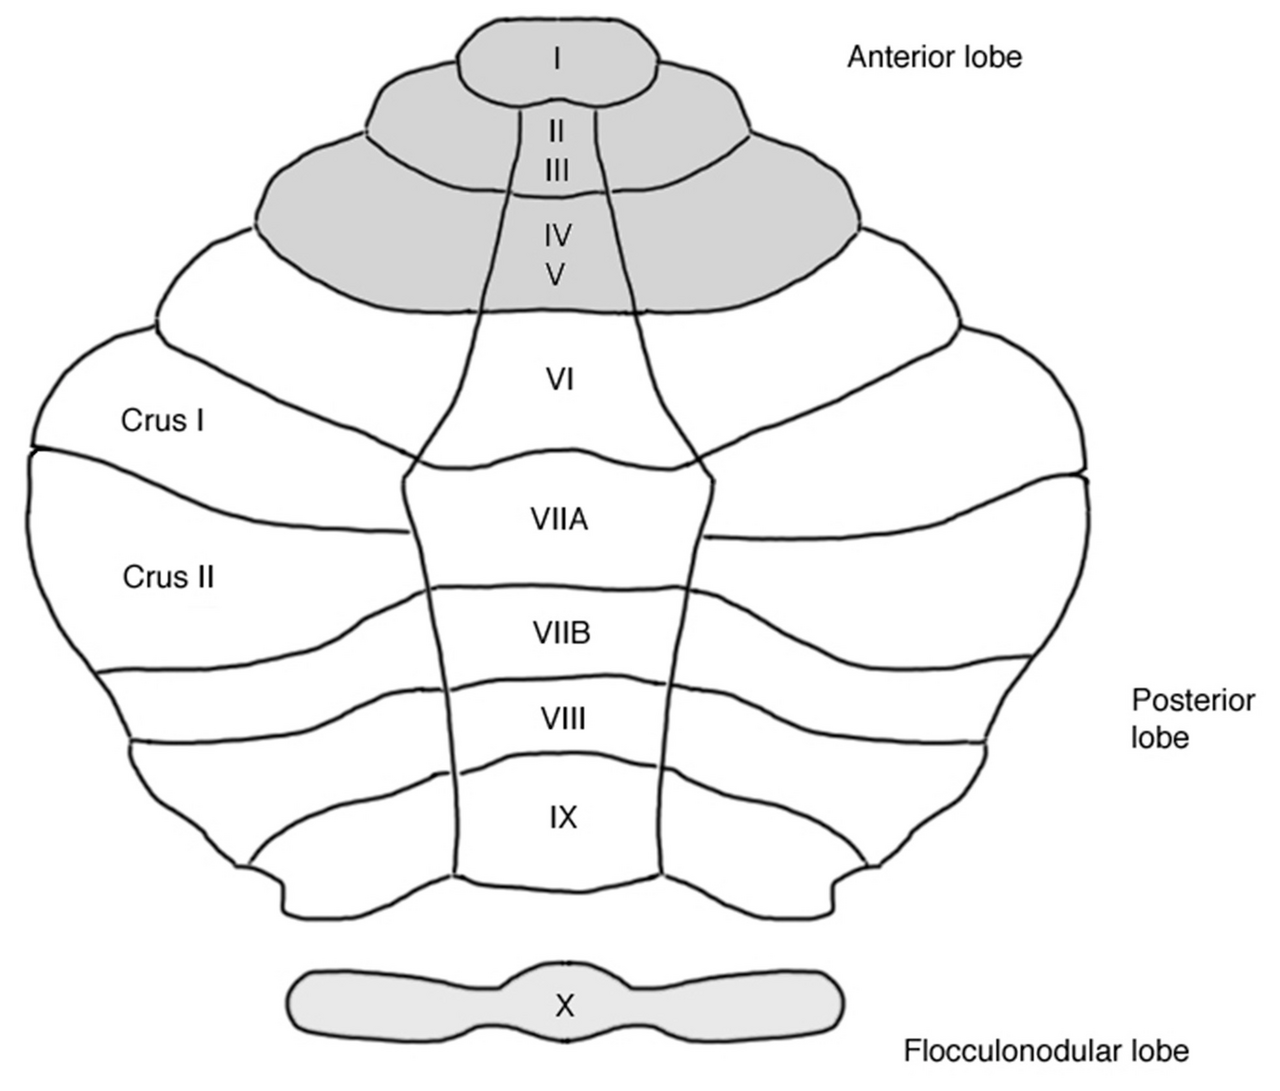 I
Anterior lobe
II
III
IV
V
VI
Crus I
VIIA
Crus II
VIIB
Posterior
lobe
VIII
IX
X
Flocculonodular lobe